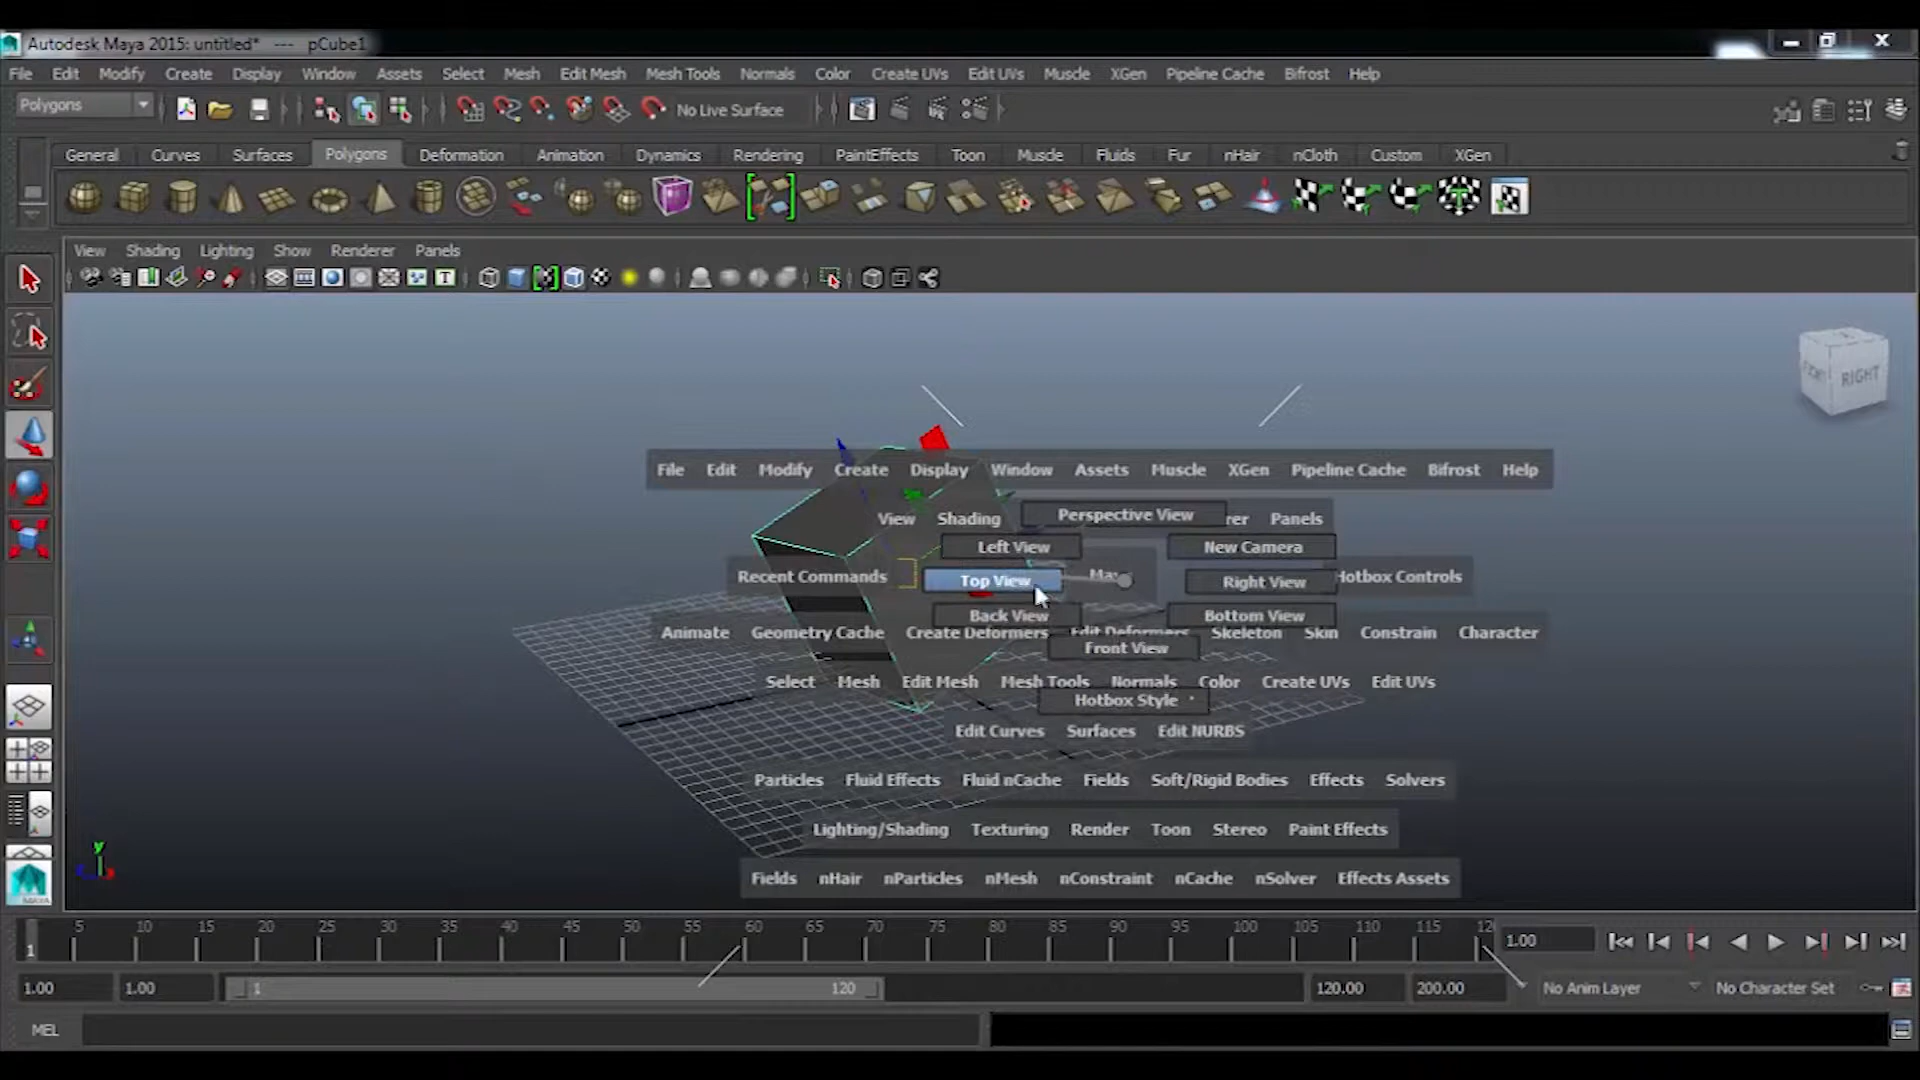 Autodesk Maya 2015: untitled* --- pCube1
File Edit Modify Create Display Window Assets Select Mesh Edit Mesh Mesh Tools Normals Color Create UVs Edit UVs Muscle XGen Pipeline Cache Bifrost Help
Polygons No Live Surface
General Curves Surfaces Polygons Deformation Animation Dynamics Rendering PaintEffects Toon Muscle Fluids Fur nHair nCloth Custom XGen
View Shading Lighting Show Renderer Panels
RIGHT
File Edit Modify Create Display Window Assets Muscle XGen Pipeline Cache Bifrost Help
View Shading Perspective View rer Panels
Left View New Camera
Recent Commands Top View Right View Hotbox Controls
Back View Bottom View
Animate Geometry Cache Create Deformers Edit Deformers Skeleton Skin Constrain Character
Front View
Select Mesh Edit Mesh Mesh Tools Normals Color Create UVs Edit UVs
Hotbox Style
Edit Curves Surfaces Edit NURBS
Particles Fluid Effects Fluid nCache Fields Soft/Rigid Bodies Effects Solvers
Lighting/Shading Texturing Render Toon Stereo Paint Effects
y
Fields nHair nParticles nMesh nConstraint nCache nSolver Effects Assets
1 5 10 15 20 25 30 35 40 45 50 55 60 65 70 75 80 85 90 95 100 105 110 115 12 1.00
1.00 1.00 1 120 120.00 200.00 No Anim Layer No Character Set
MEL